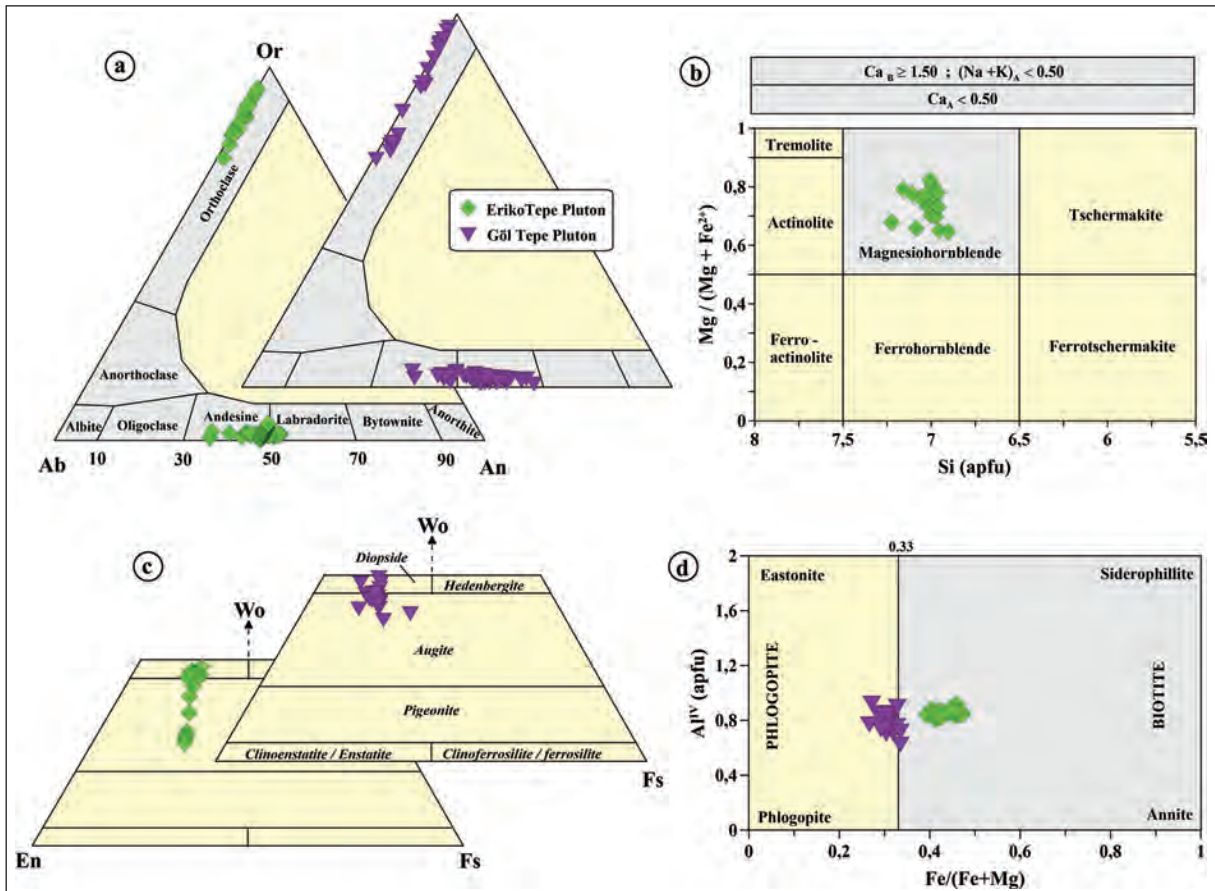 a
Or
Orthoclase
Anorthoclase
Albite
Oligoclase
Andesine
Labradorite
Bytownite
Anorthite
Ab 10 30 50 70 90 An
ErikoTepe Pluton
Göl Tepe Pluton
b
Ca B ≥ 1.50 ; (Na +K)A < 0.50
CaA < 0.50
Mg / (Mg + Fe²⁺)
1
0,8
0,6
0,4
0,2
0
Tremolite
Actinolite
Magnesiohornblende
Tschermakite
Ferro -
actinolite
Ferrohornblende
Ferrotschermakite
8 7,5 7 6,5 6 5,5
Si (apfu)
c
Wo
Wo
Diopside
Hedenbergite
Augite
Pigeonite
Clinoenstatite / Enstatite
Clinoferrosilite / ferrosilite
Fs
En
Fs
d
0.33
Al^IV (apfu)
2
1,6
1,2
0,8
0,4
0
Eastonite
Siderophillite
PHLOGOPITE
BIOTITE
Phlogopite
Annite
0 0,2 0,4 0,6 0,8 1
Fe/(Fe+Mg)